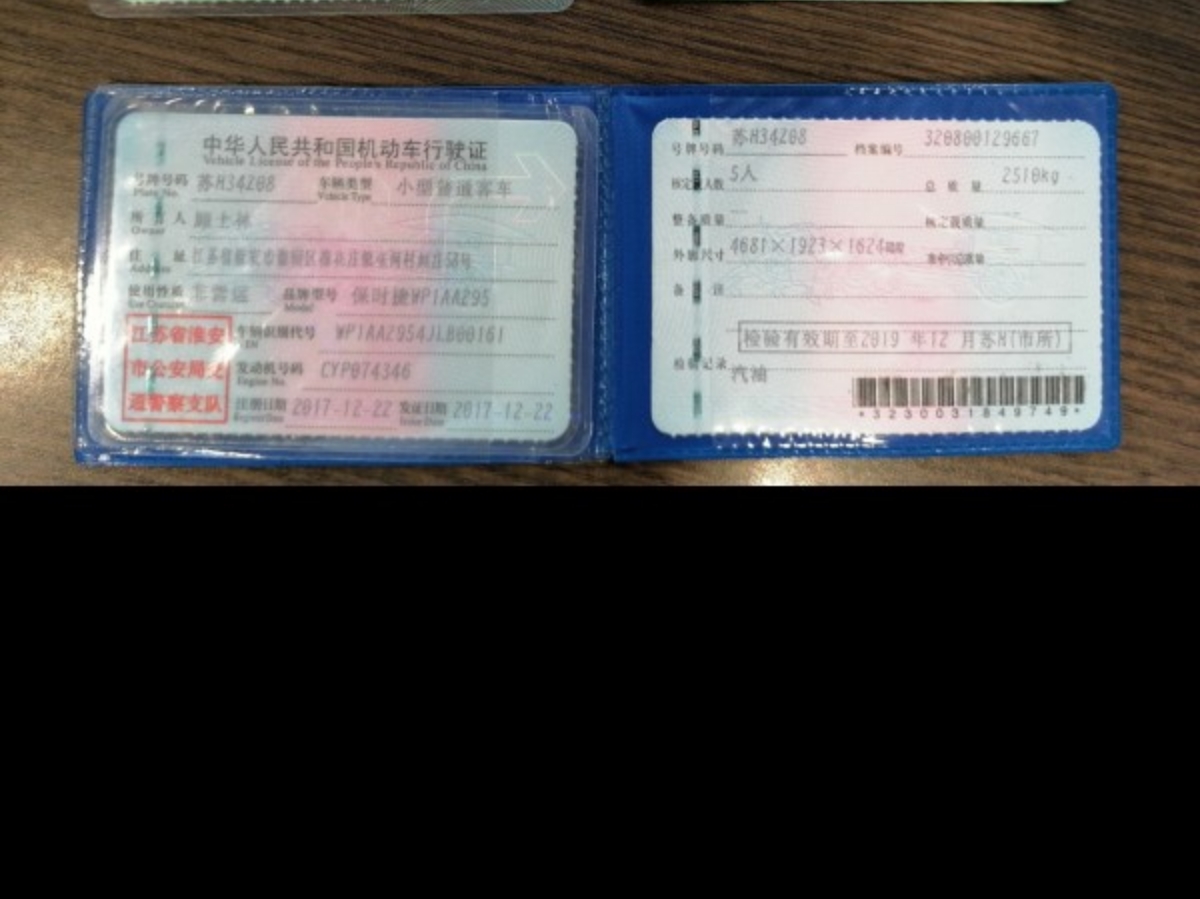 中华人民共和国机动车行驶证
Vehicle License of the People's Republic of China
号牌号码 苏H34Z08 车辆类型 小型普通客车
Plate No. Vehicle Type
所有人
Owner
住 址
Address
使用性质 非营运 品牌型号 保时捷WP1AA295
Use Character Model
江苏省淮安
市公安局交
通警察支队
车辆识别代号 WP1AA2954JLB00161
VIN
发动机号码 CYP074346
Engine No.
注册日期 2017-12-22 发证日期 2017-12-22
Register Date Issue Date
号牌号码 苏H34Z08 档案编号 320800129667
核定载人数 5人 总质量 2510kg
整备质量 -- 核定载质量
外廓尺寸 4681×1923×1624mm 准牵引总质量
备 注
检验有效期至2019 年12 月苏H(市所)
检验记录
汽油
*3230031849749*